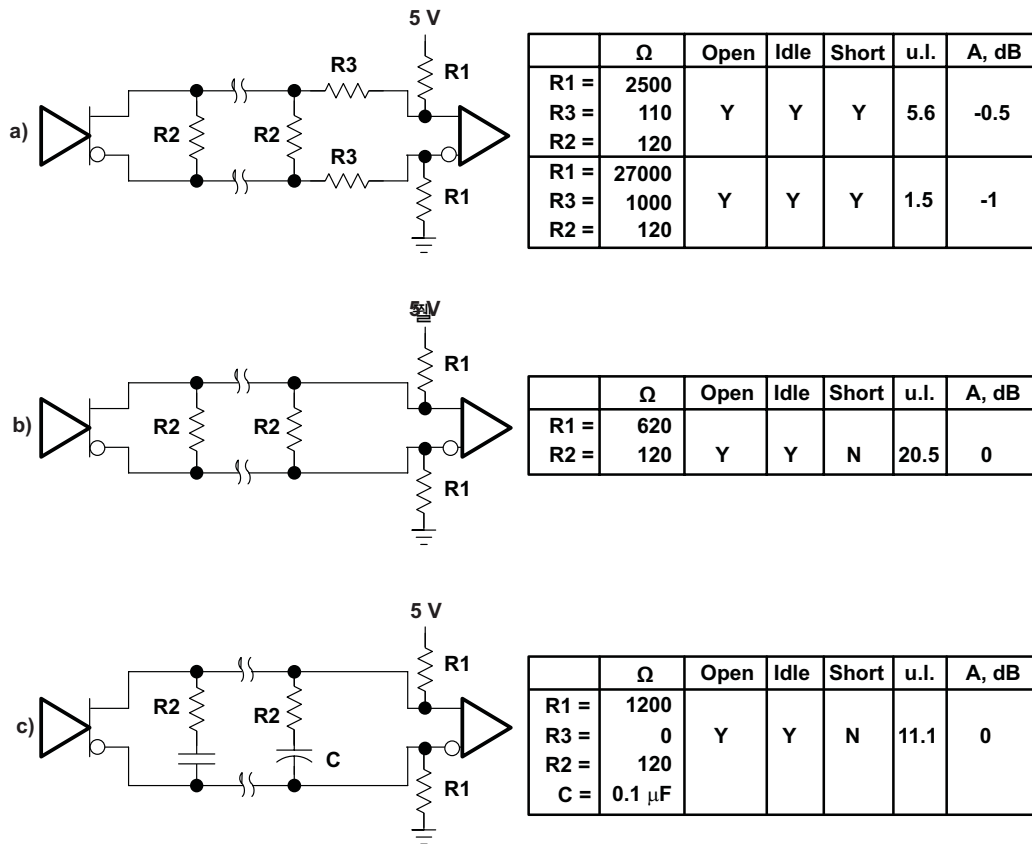 5 V
R1
R3
R2
R2
R3
R1
a)
Ω Open Idle Short u.l. A, dB
R1 = 2500
R3 = 110 Y Y Y 5.6 -0.5
R2 = 120
R1 = 27000
R3 = 1000 Y Y Y 1.5 -1
R2 = 120
R1
R2
R2
R1
b)
Ω Open Idle Short u.l. A, dB
R1 = 620
R2 = 120 Y Y N 20.5 0
5 V
R1
R2
R2
C
R1
c)
Ω Open Idle Short u.l. A, dB
R1 = 1200
R3 = 0 Y Y N 11.1 0
R2 = 120
C = 0.1 μF